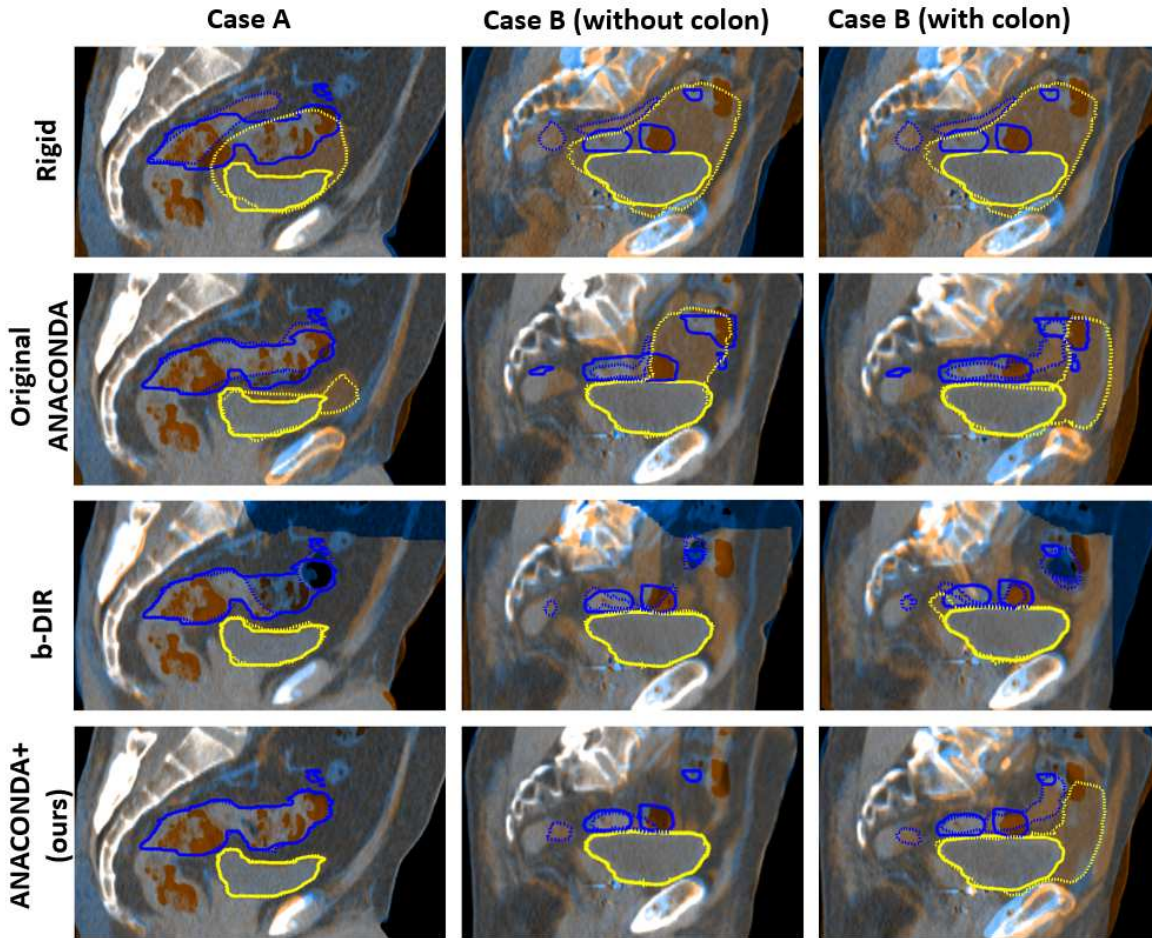 Case A
Case B (without colon)
Case B (with colon)
Rigid
Original
ANACONDA
b-DIR
ANACONDA+
(ours)